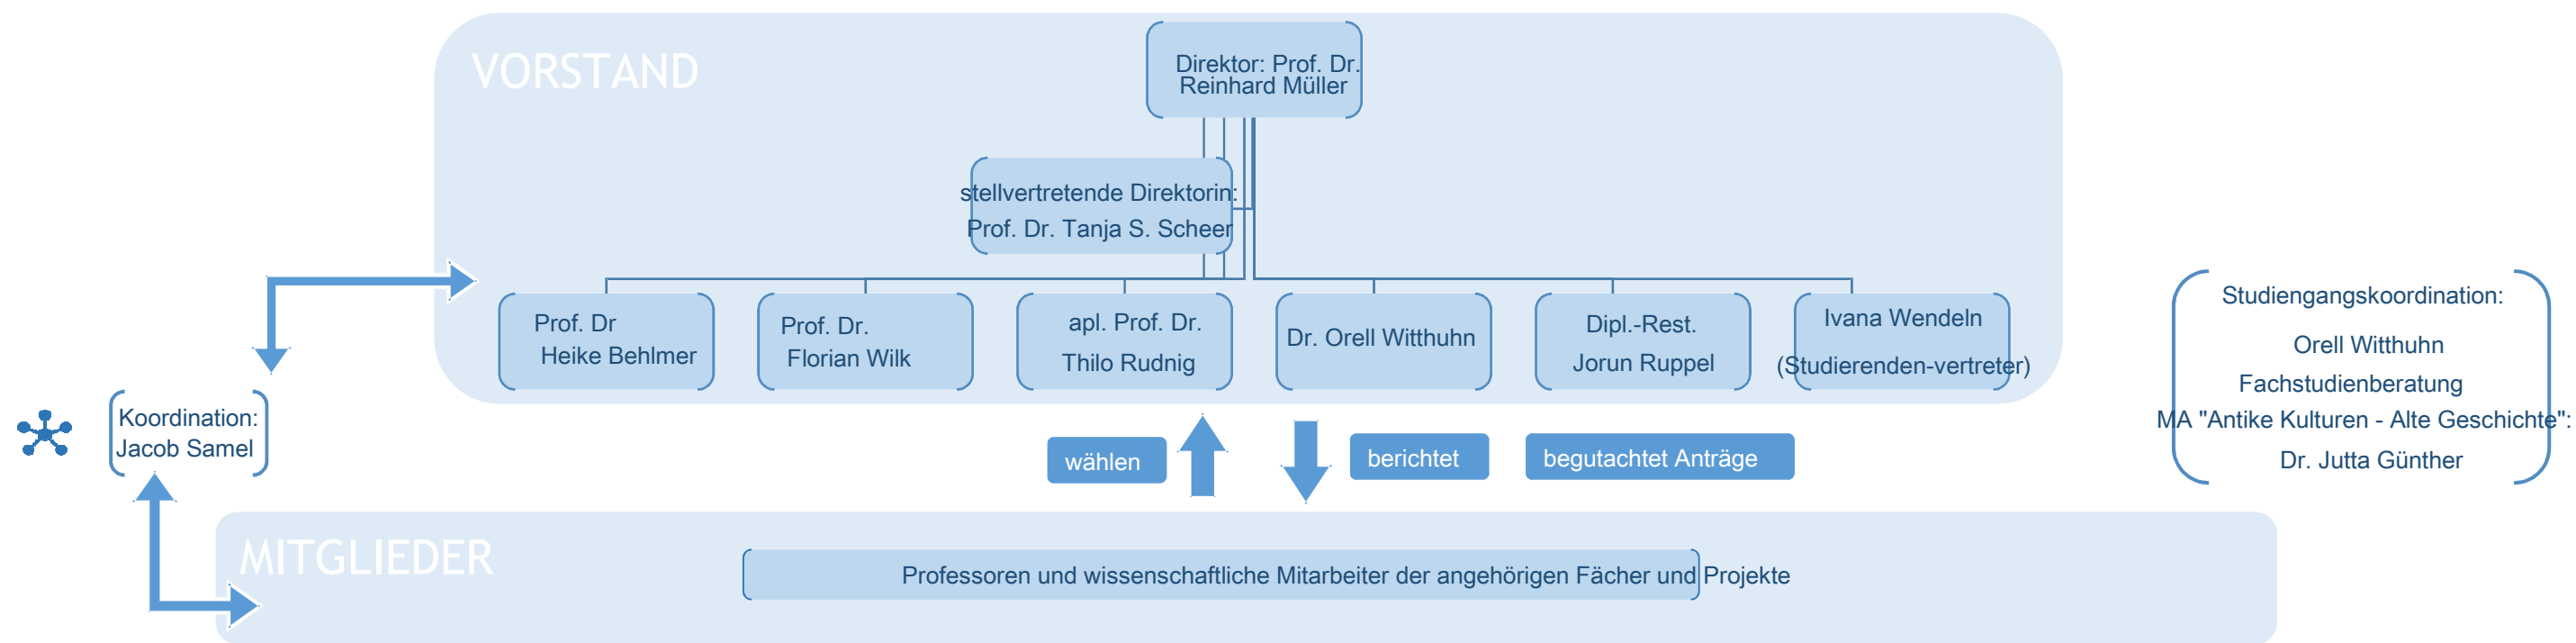 VORSTAND
Direktor: Prof. Dr.
Reinhard Müller
stellvertretende Direktorin:
Prof. Dr. Tanja S. Scheer
Prof. Dr
Heike Behlmer
Prof. Dr.
Florian Wilk
apl. Prof. Dr.
Thilo Rudnig
Dr. Orell Witthuhn
Dipl.-Rest.
Jorun Ruppel
Ivana Wendeln
(Studierenden-vertreter)
Studiengangskoordination:
Orell Witthuhn
Fachstudienberatung
MA "Antike Kulturen - Alte Geschichte":
Dr. Jutta Günther
Koordination:
Jacob Samel
wählen
berichtet
begutachtet Anträge
MITGLIEDER
Professoren und wissenschaftliche Mitarbeiter der angehörigen Fächer und Projekte